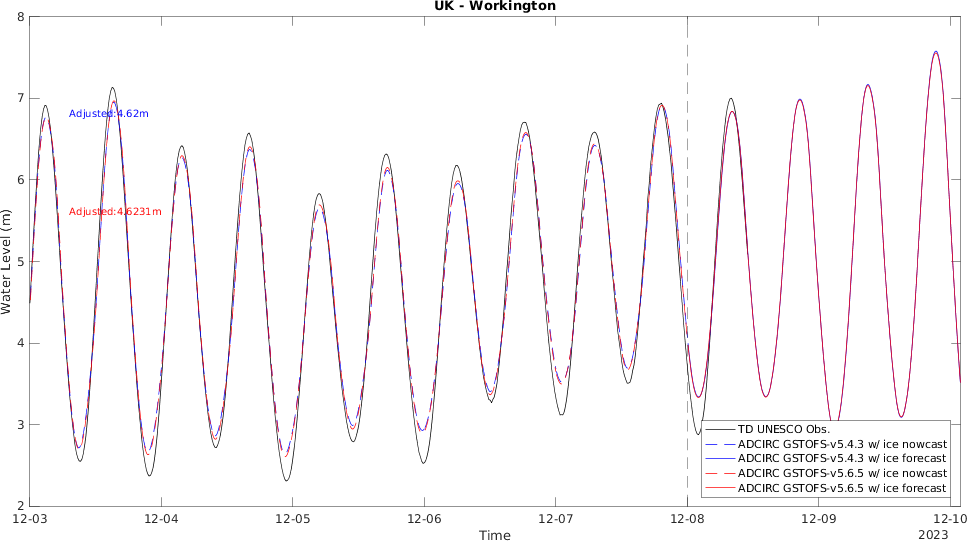 UK - Workington
8
7
6
5
4
3
2
Water Level (m)
Adjusted:4.62m
Adjusted:4.6231m
TD UNESCO Obs.
ADCIRC GSTOFS-v5.4.3 w/ ice nowcast
ADCIRC GSTOFS-v5.4.3 w/ ice forecast
ADCIRC GSTOFS-v5.6.5 w/ ice nowcast
ADCIRC GSTOFS-v5.6.5 w/ ice forecast
12-03 12-04 12-05 12-06 12-07 12-08 12-09 12-10
Time
2023